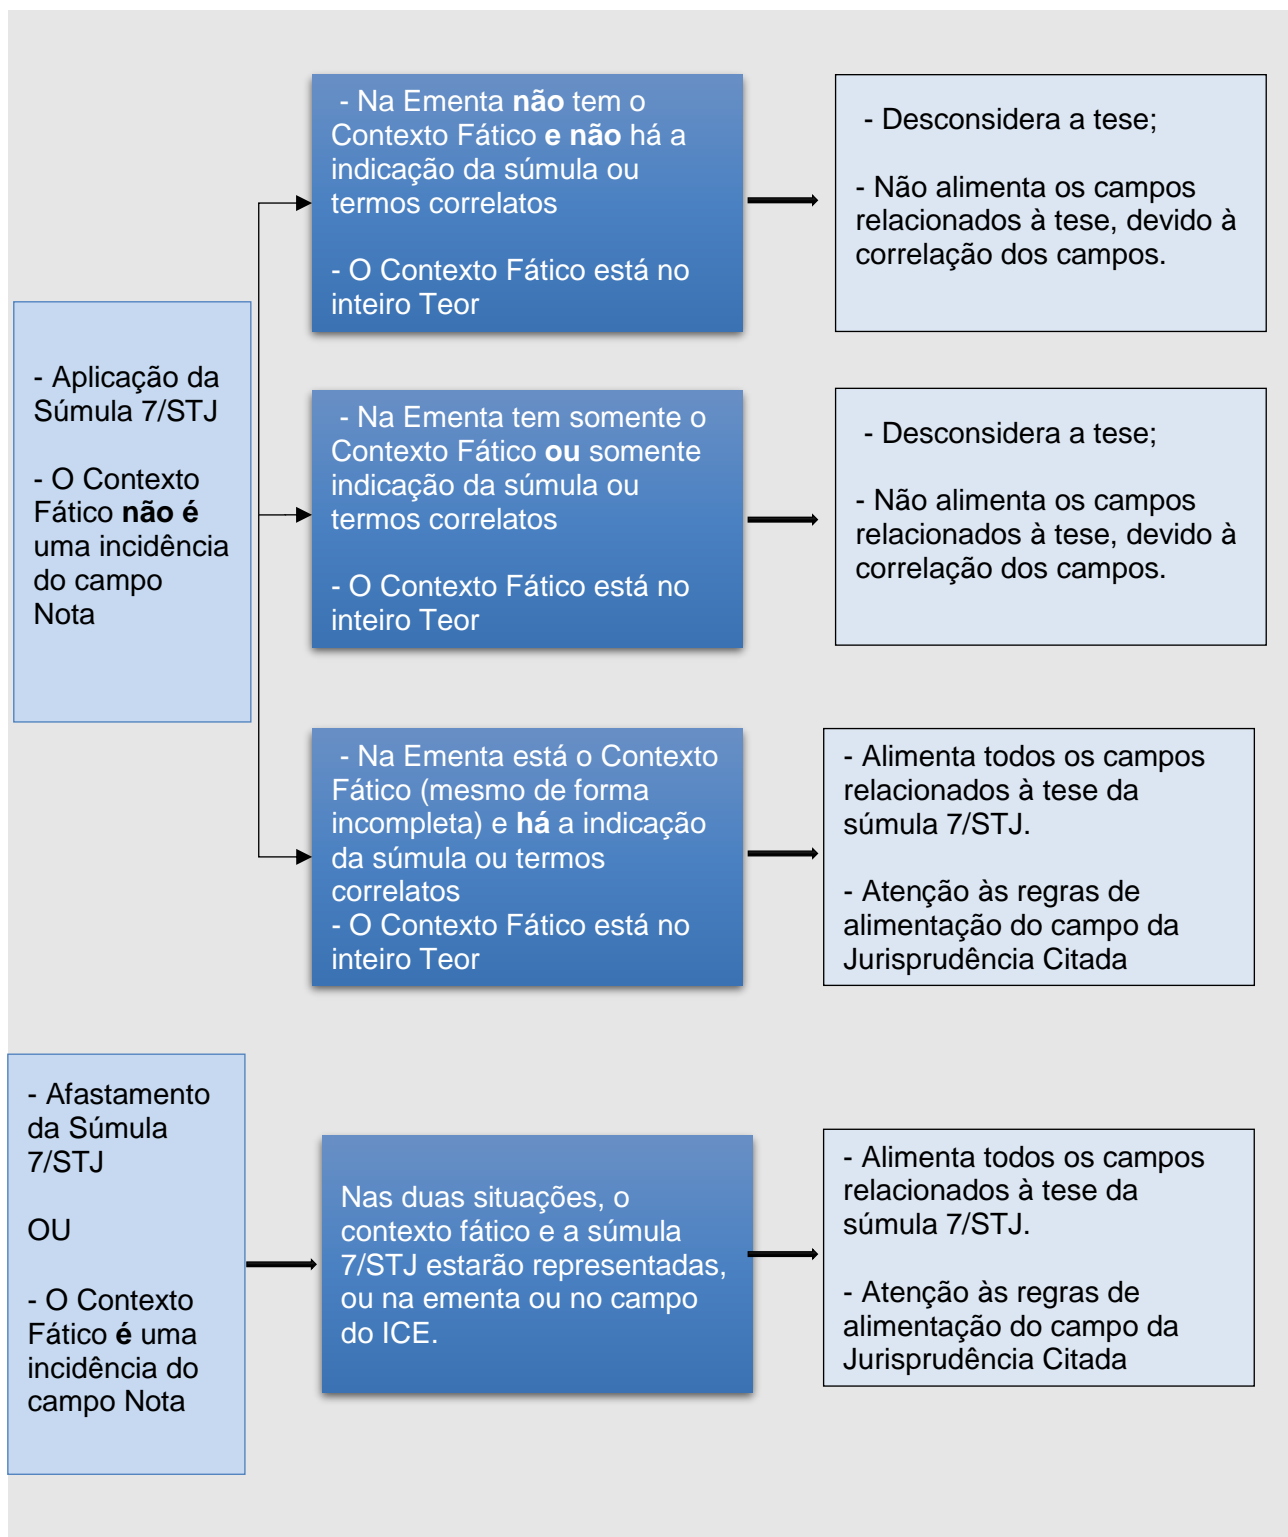 - Aplicação da
Súmula 7/STJ
- O Contexto
Fático não é
uma incidência
do campo
Nota
- Na Ementa não tem o
Contexto Fático e não há a
indicação da súmula ou
termos correlatos
- O Contexto Fático está no
inteiro Teor
- Desconsidera a tese;
- Não alimenta os campos
relacionados à tese, devido à
correlação dos campos.
- Na Ementa tem somente o
Contexto Fático ou somente
indicação da súmula ou
termos correlatos
- O Contexto Fático está no
inteiro Teor
- Desconsidera a tese;
- Não alimenta os campos
relacionados à tese, devido à
correlação dos campos.
- Na Ementa está o Contexto
Fático (mesmo de forma
incompleta) e há a indicação
da súmula ou termos
correlatos
- O Contexto Fático está no
inteiro Teor
- Alimenta todos os campos
relacionados à tese da
súmula 7/STJ.
- Atenção às regras de
alimentação do campo da
Jurisprudência Citada
- Afastamento
da Súmula
7/STJ
OU
- O Contexto
Fático é uma
incidência do
campo Nota
Nas duas situações, o
contexto fático e a súmula
7/STJ estarão representadas,
ou na ementa ou no campo
do ICE.
- Alimenta todos os campos
relacionados à tese da
súmula 7/STJ.
- Atenção às regras de
alimentação do campo da
Jurisprudência Citada